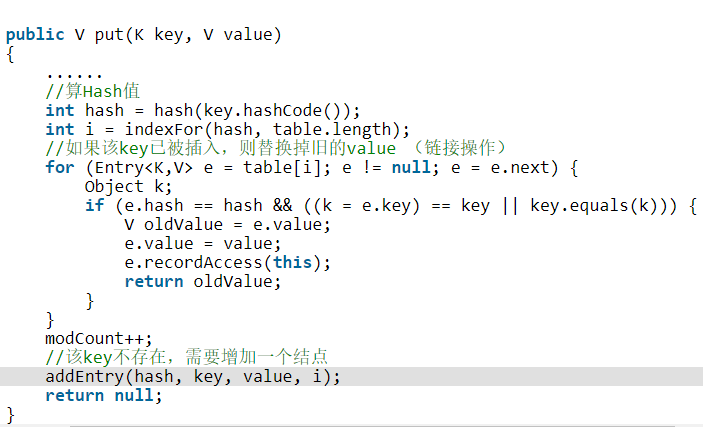 public V put(K key, V value)
{
    ......
    //算Hash值
    int hash = hash(key.hashCode());
    int i = indexFor(hash, table.length);
    //如果该key已被插入，则替换掉旧的value （链接操作）
    for (Entry<K,V> e = table[i]; e != null; e = e.next) {
        Object k;
        if (e.hash == hash && ((k = e.key) == key || key.equals(k))) {
            V oldValue = e.value;
            e.value = value;
            e.recordAccess(this);
            return oldValue;
        }
    }
    modCount++;
    //该key不存在，需要增加一个结点
    addEntry(hash, key, value, i);
    return null;
}